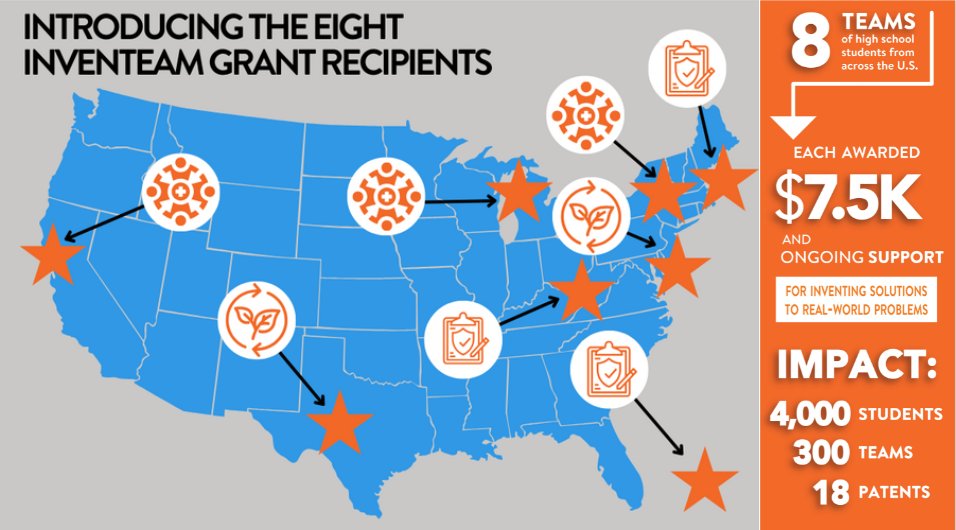 INTRODUCING THE EIGHT
INVENTEAM GRANT RECIPIENTS
8 TEAMS
of high school
students from
across the U.S.
EACH AWARDED
$7.5K
AND
ONGOING SUPPORT
FOR INVENTING SOLUTIONS
TO REAL-WORLD PROBLEMS
IMPACT:
4,000 STUDENTS
300 TEAMS
18 PATENTS